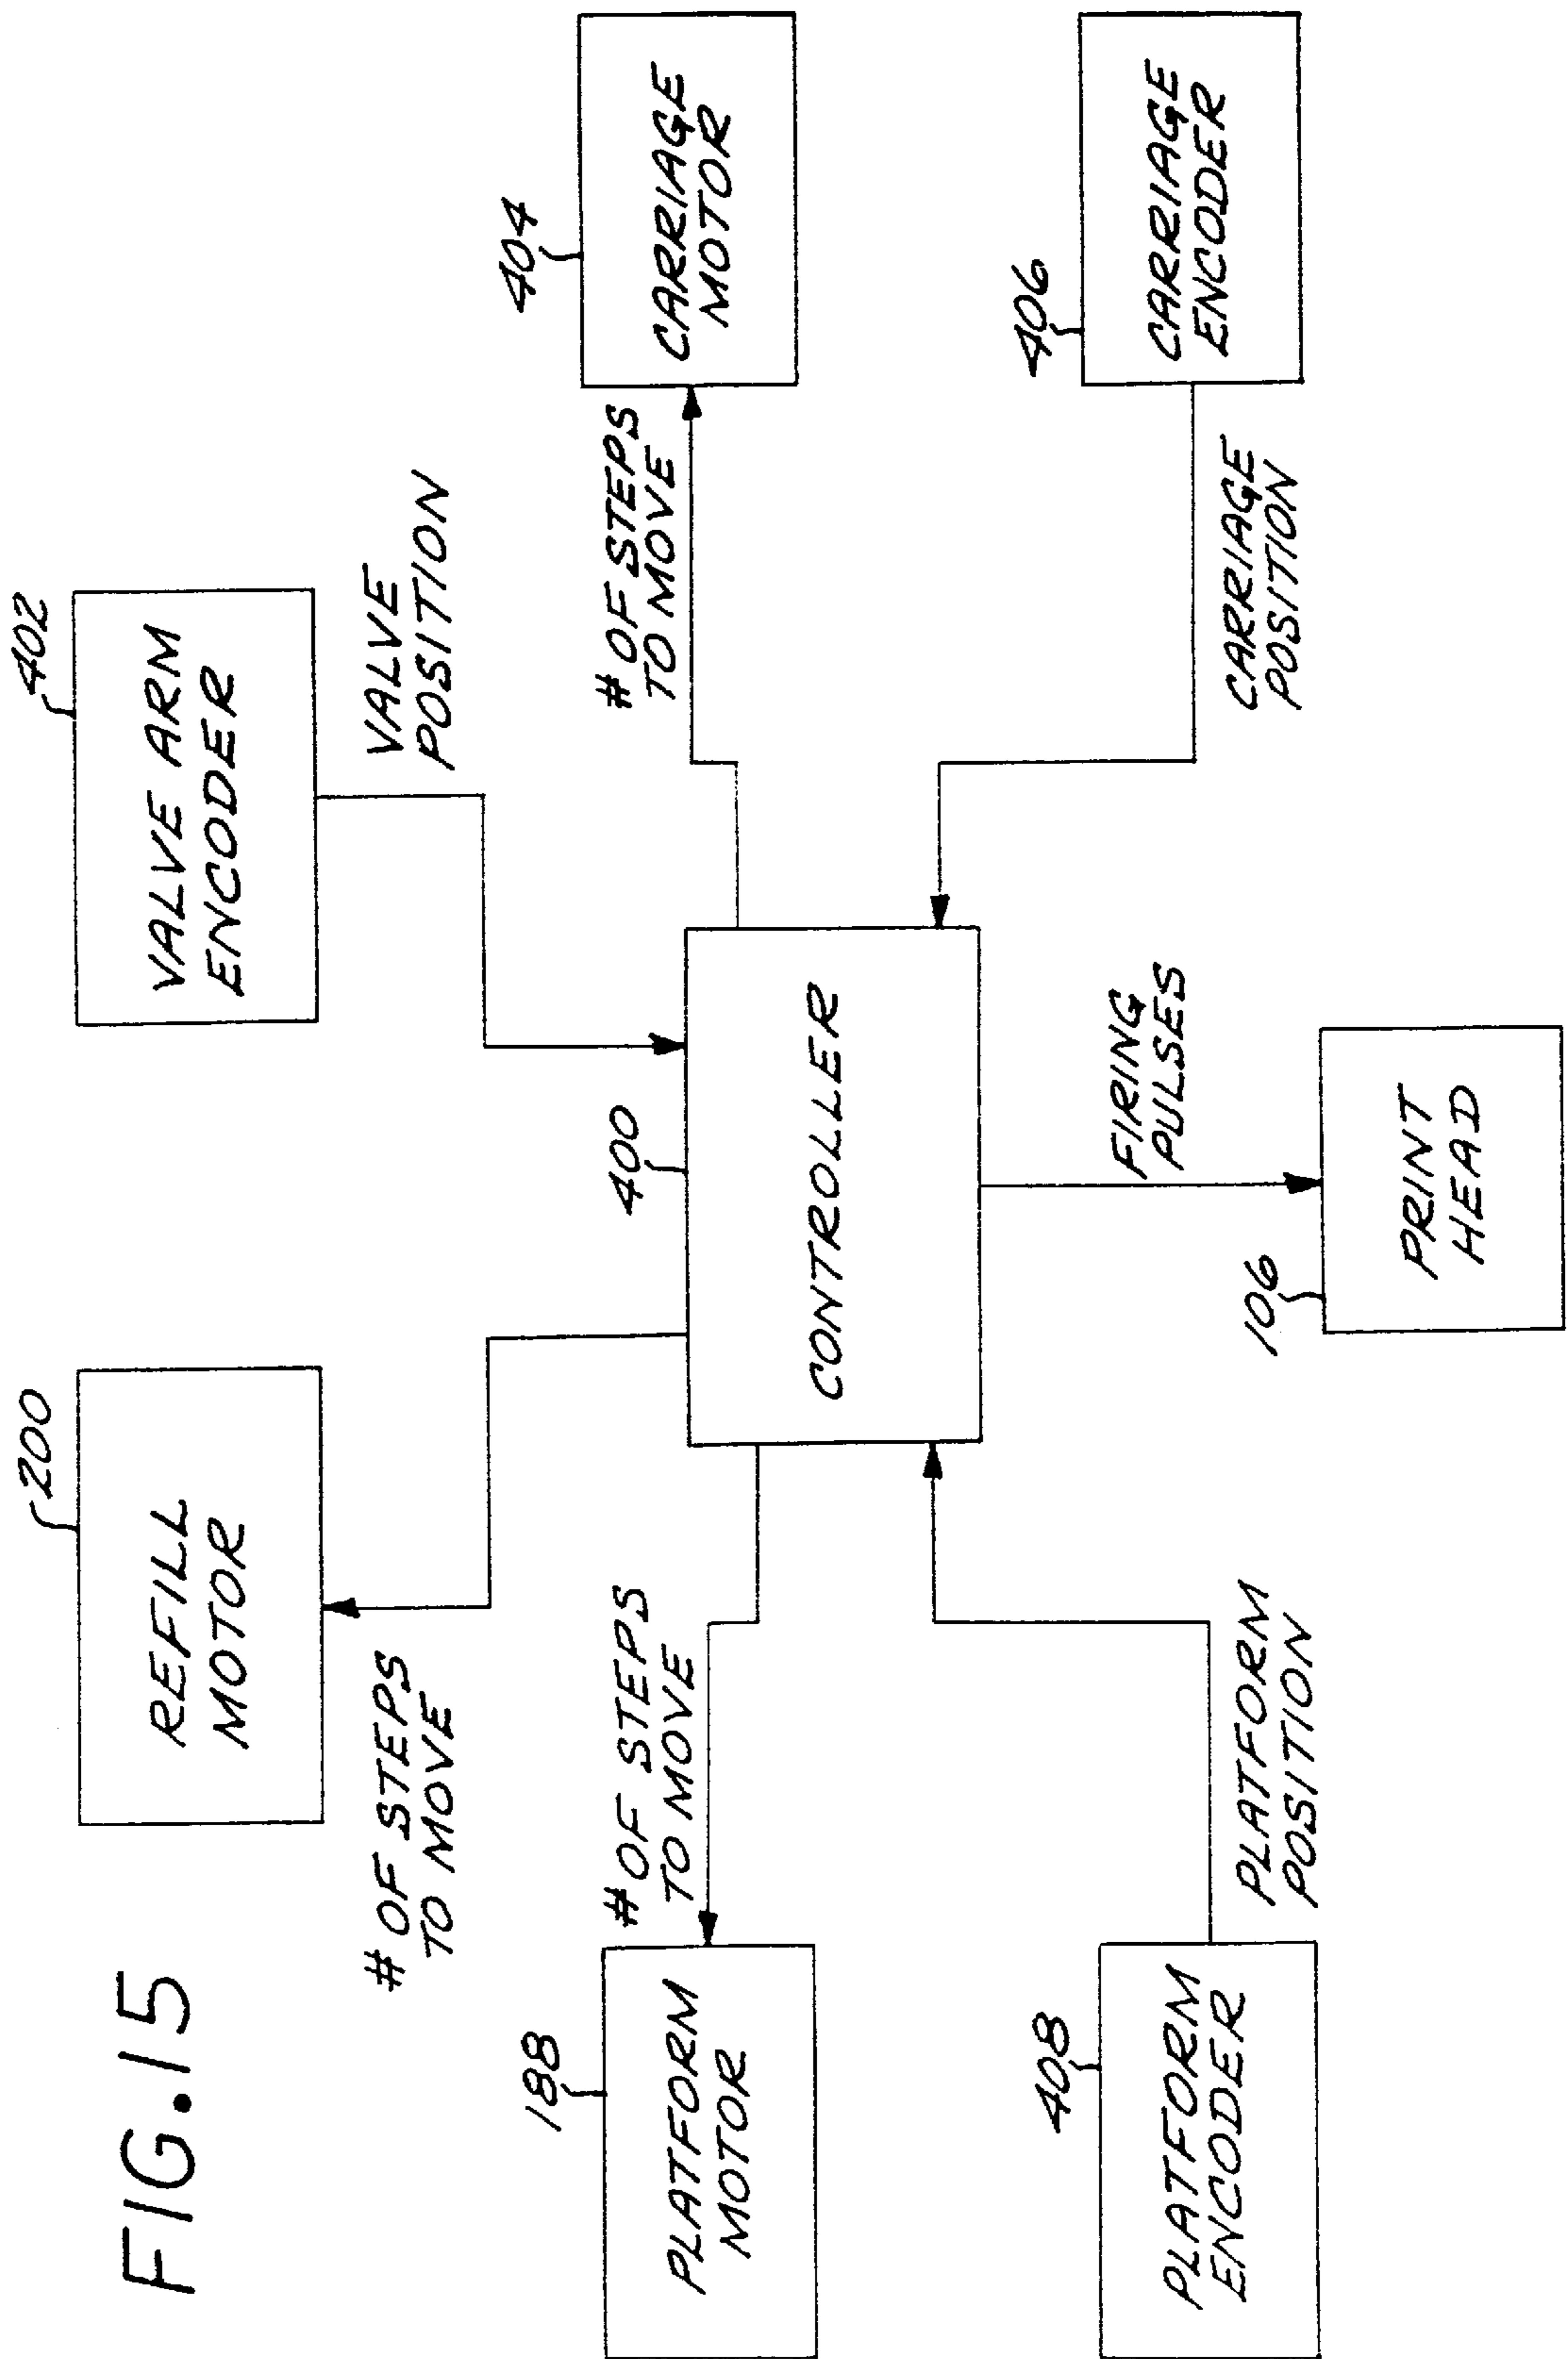 FIG.15
200
REFILL
MOTOR
# OF STEPS
TO MOVE
402
VALVE ARM
ENCODER
VALVE
POSITION
188
PLATFORM
MOTOR
# OF STEPS
TO MOVE
400
CONTROLLER
# OF STEPS
TO MOVE
404
CARRIAGE
MOTOR
408
PLATFORM
ENCODER
PLATFORM
POSITION
FIRING
PULSES
106
PRINT
HEAD
CARRIAGE
POSITION
406
CARRIAGE
ENCODER